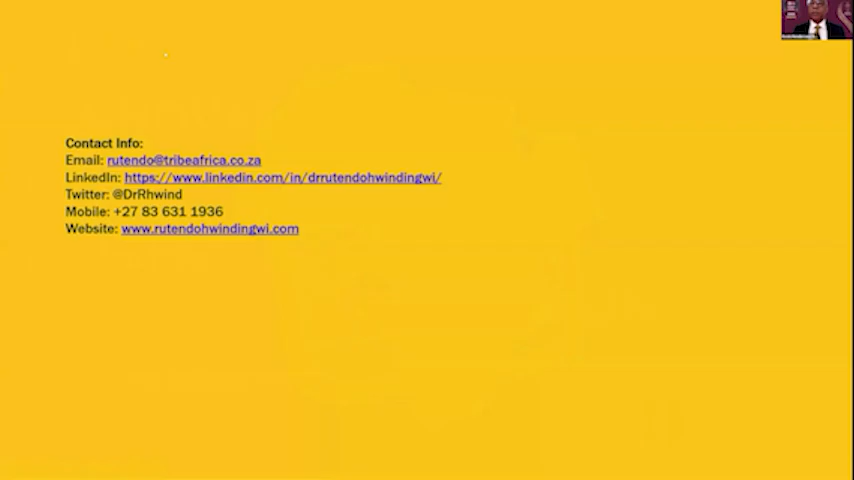 Contact Info:
Email: rutendo@tribeafrica.co.za
LinkedIn: https://www.linkedin.com/in/drrutendohwindingwi/
Twitter: @DrRhwind
Mobile: +27 83 631 1936
Website: www.rutendohwindingwi.com